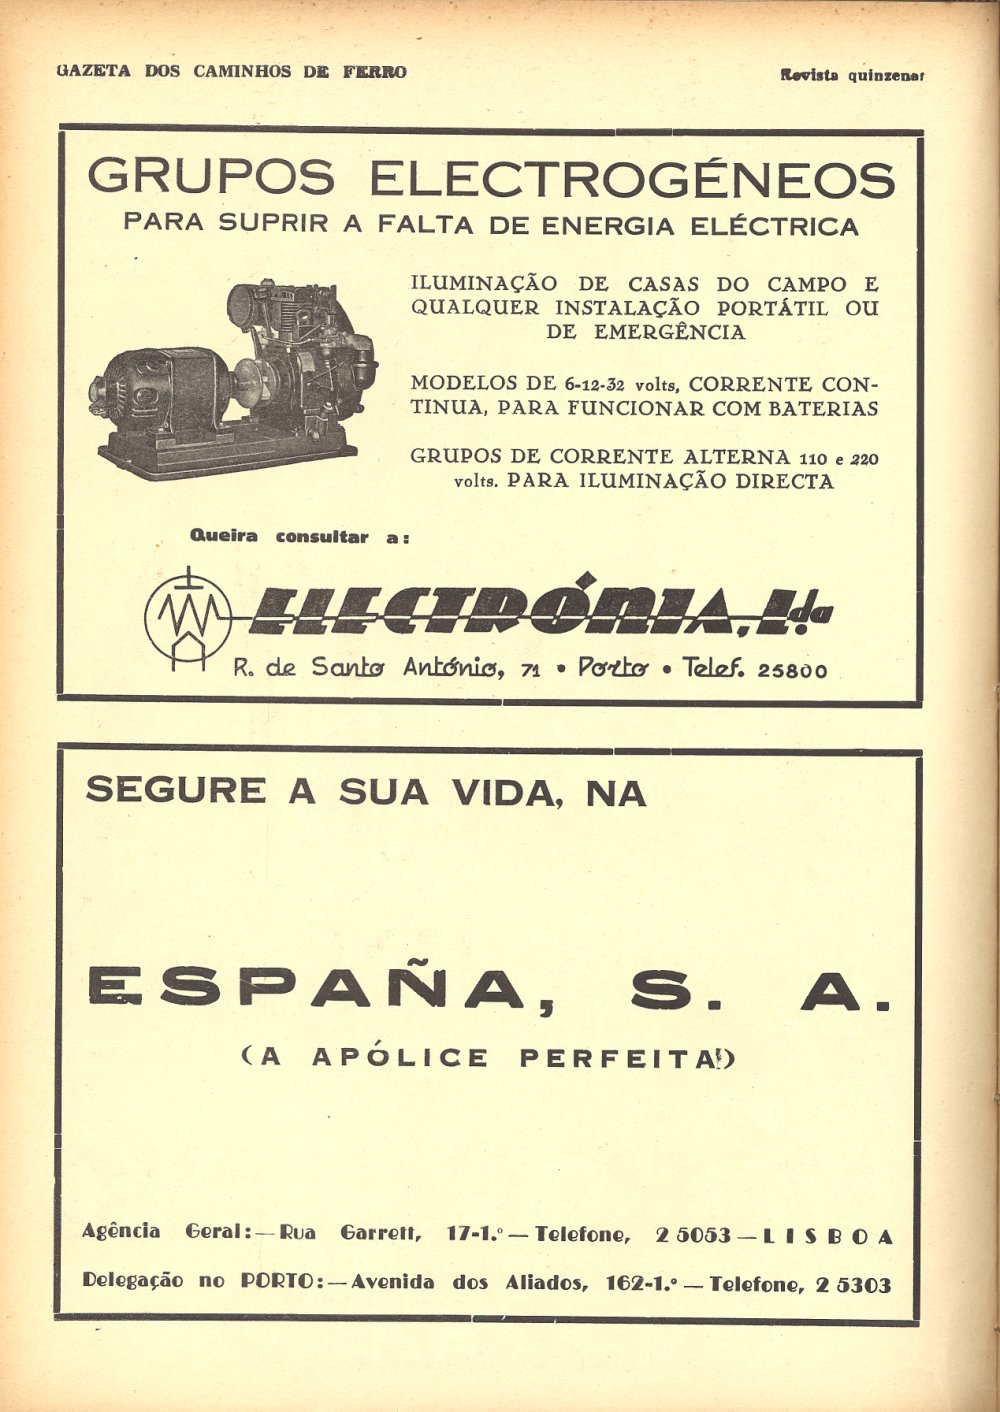 GAZETA DOS CAMINHOS DE FERRO
Revista quinzenal
GRUPOS ELECTROGÉNEOS
PARA SUPRIR A FALTA DE ENERGIA ELÉCTRICA
ILUMINAÇÃO DE CASAS DO CAMPO E
QUALQUER INSTALAÇÃO PORTÁTIL OU
DE EMERGÊNCIA
MODELOS DE 6-12-32 volts, CORRENTE CON-
TINUA, PARA FUNCIONAR COM BATERIAS
GRUPOS DE CORRENTE ALTERNA 110 e 220
volts. PARA ILUMINAÇÃO DIRECTA
Queira consultar a:
ELECTRÓNIA, L.da
R. de Santo António, 71 • Porto • Telef. 25800
SEGURE A SUA VIDA, NA
ESPAÑA, S. A.
(A APÓLICE PERFEITA!)
Agência Geral:—Rua Garrett, 17-1.º—Telefone, 2 5053—LISBOA
Delegação no PORTO:—Avenida dos Aliados, 162-1.º—Telefone, 2 5303